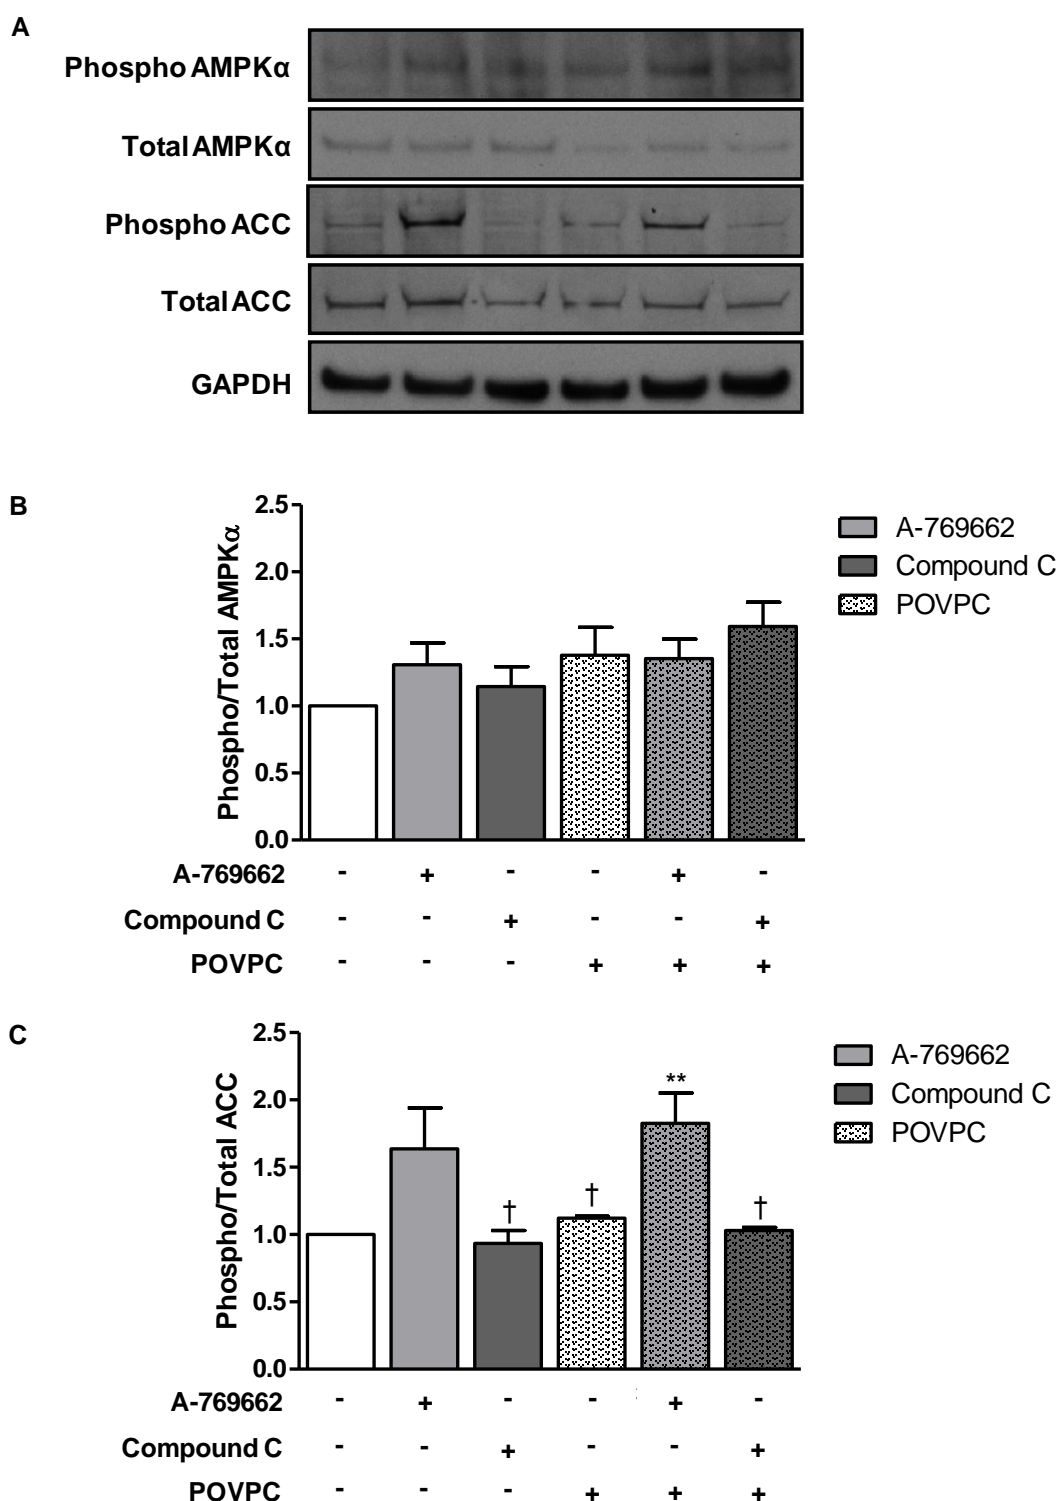 A
Phospho AMPKα
Total AMPKα
Phospho ACC
Total ACC
GAPDH
B
Phospho/Total AMPKα
2.5
2.0
1.5
1.0
0.5
0.0
A-769662
Compound C
POVPC
A-769662 - + - - + -
Compound C - - + - - +
POVPC - - - + + +
C
Phospho/Total ACC
2.5
2.0
1.5
1.0
0.5
0.0
† † ** †
A-769662
Compound C
POVPC
A-769662 - + - - + -
Compound C - - + - - +
POVPC - - - + + +